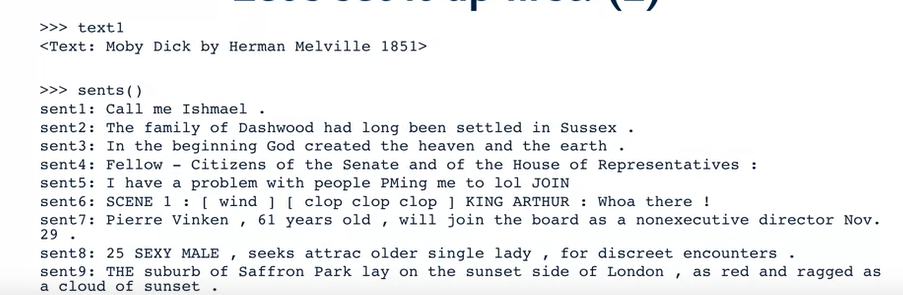 >>> text1
<Text: Moby Dick by Herman Melville 1851>
>>> sents()
sent1: Call me Ishmael .
sent2: The family of Dashwood had long been settled in Sussex .
sent3: In the beginning God created the heaven and the earth .
sent4: Fellow - Citizens of the Senate and of the House of Representatives :
sent5: I have a problem with people PMing me to lol JOIN
sent6: SCENE 1 : [ wind ] [ clop clop clop ] KING ARTHUR : Whoa there !
sent7: Pierre Vinken , 61 years old , will join the board as a nonexecutive director Nov.
29 .
sent8: 25 SEXY MALE , seeks attrac older single lady , for discreet encounters .
sent9: THE suburb of Saffron Park lay on the sunset side of London , as red and ragged as
a cloud of sunset .